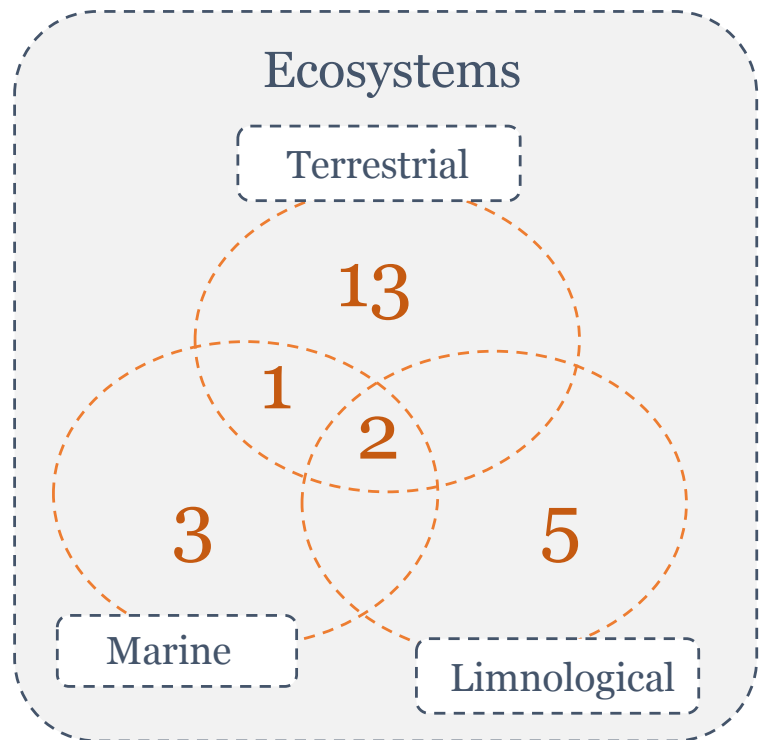 Ecosystems
Terrestrial
13
1
2
3
5
Marine
Limnological